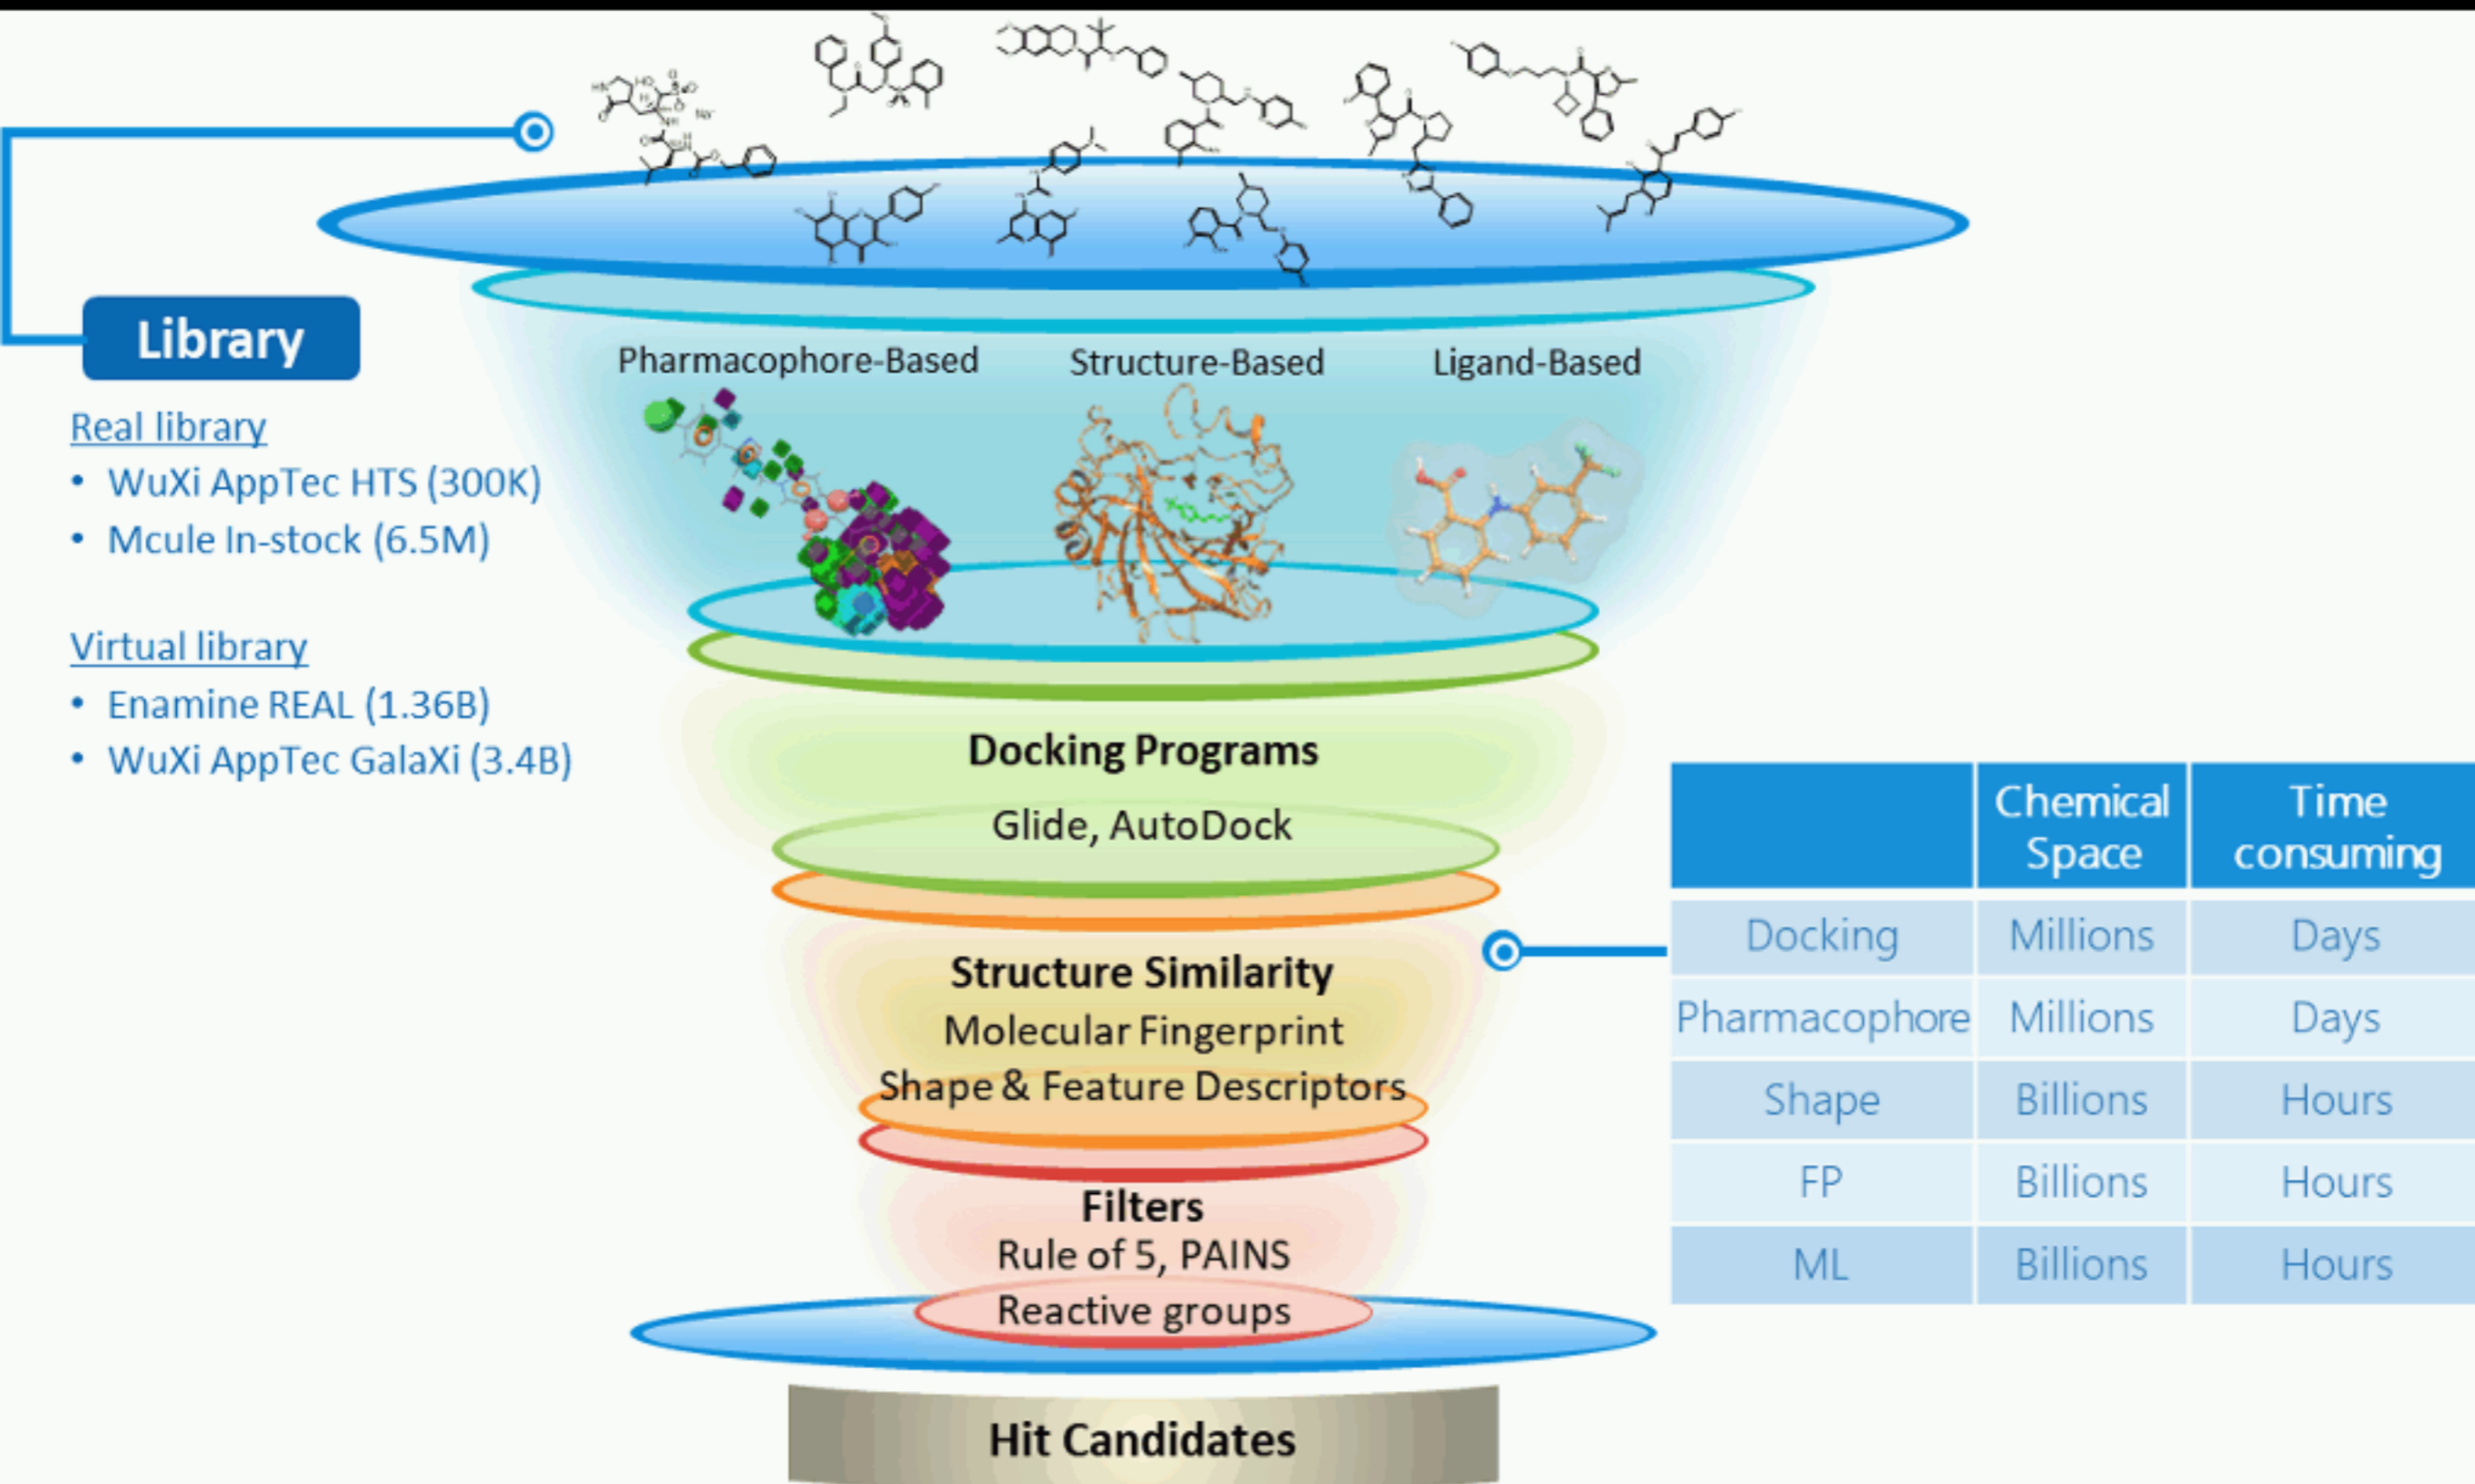 Library
Real library
• WuXi AppTec HTS (300K)
• Mcule In-stock (6.5M)
Virtual library
• Enamine REAL (1.36B)
• WuXi AppTec GalaXi (3.4B)
Pharmacophore-Based Structure-Based Ligand-Based
Docking Programs
Glide, AutoDock
Structure Similarity
Molecular Fingerprint
Shape & Feature Descriptors
Filters
Rule of 5, PAINS
Reactive groups
Hit Candidates
Chemical Space Time consuming
Docking Millions Days
Pharmacophore Millions Days
Shape Billions Hours
FP Billions Hours
ML Billions Hours